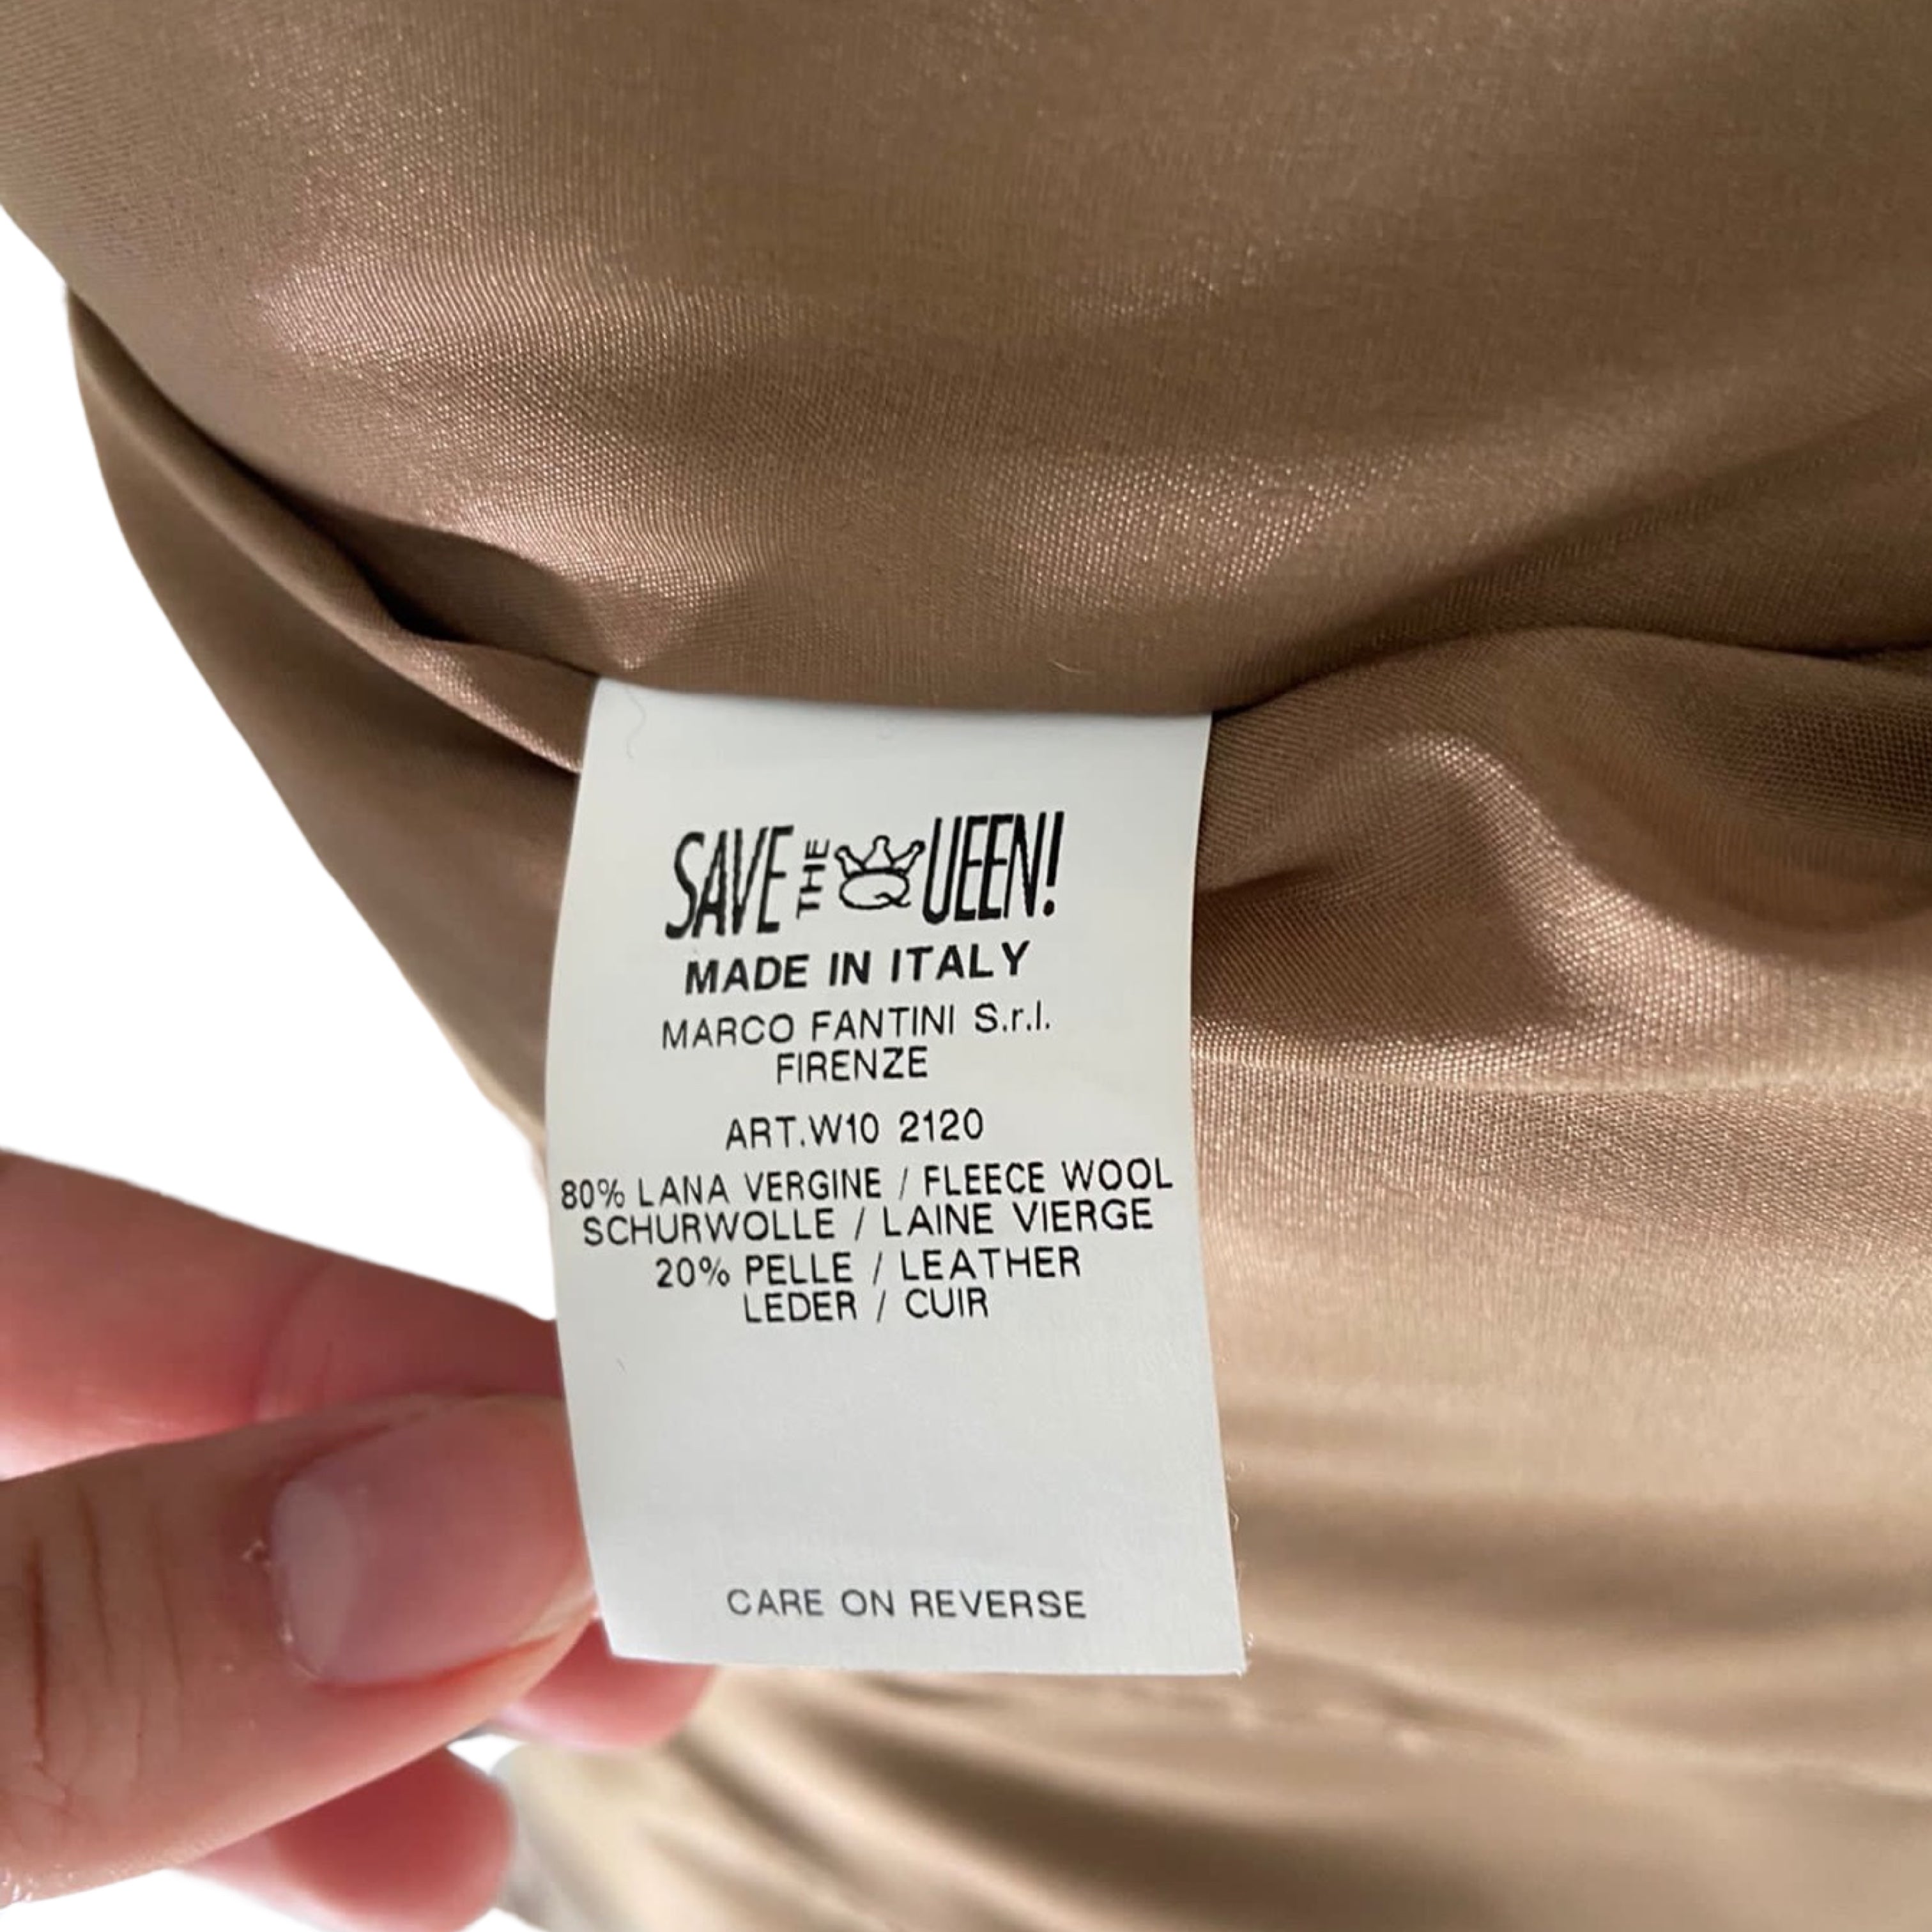 SAVE THE QUEEN!
MADE IN ITALY
MARCO FANTINI S.r.l.
FIRENZE
ART.W10 2120
80% LANA VERGINE / FLEECE WOOL
SCHURWOLLE / LAINE VIERGE
20% PELLE / LEATHER
LEDER / CUIR
CARE ON REVERSE